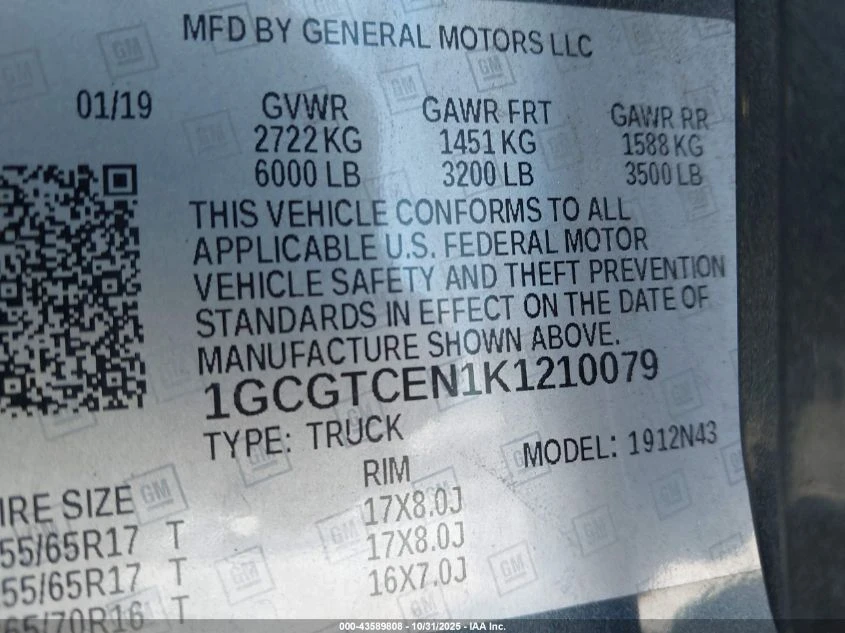 MFD BY GENERAL MOTORS LLC
01/19 GVWR GAWR FRT GAWR RR
2722 KG 1451 KG 1588 KG
6000 LB 3200 LB 3500 LB
THIS VEHICLE CONFORMS TO ALL
APPLICABLE U.S. FEDERAL MOTOR
VEHICLE SAFETY AND THEFT PREVENTION
STANDARDS IN EFFECT ON THE DATE OF
MANUFACTURE SHOWN ABOVE.
1GCGTCEN1K1210079
TYPE: TRUCK MODEL: 1912N43
IRE SIZE RIM
55/65R17 T 17X8.0J
55/65R17 T 17X8.0J
65/70R16 T 16X7.0J
000-43589808 - 10/31/2025 - IAA Inc.